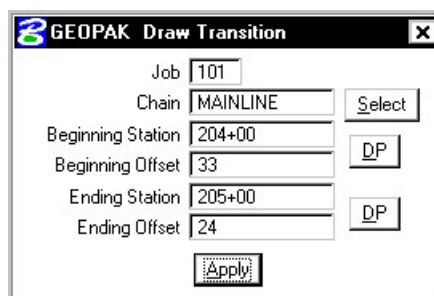 GEOPAK Draw Transition
Job 101
Chain MAINLINE Select
Beginning Station 204+00
DP
Beginning Offset 33
Ending Station 205+00
DP
Ending Offset 24
Apply